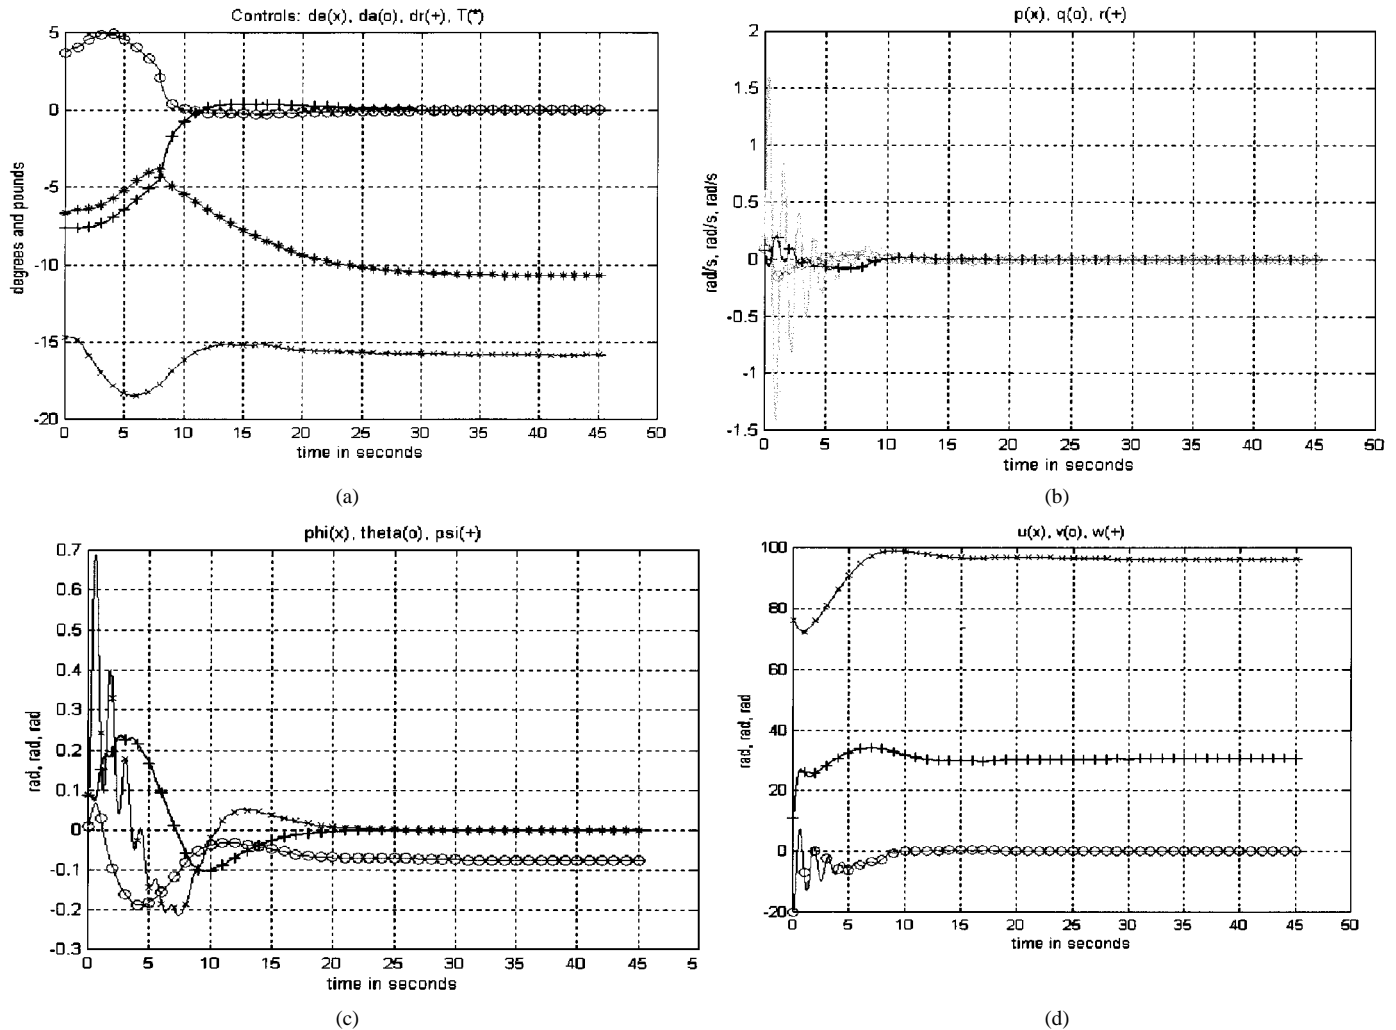 Controls: de(x), da(o), dr(+), T(*)
5
0
-5
-10
-15
-20
degrees and pounds
0 5 10 15 20 25 30 35 40 45 50
time in seconds
(a)
p(x), q(o), r(+)
2
1.5
1
0.5
0
-0.5
-1
-1.5
rad/s, rad/s, rad/s
0 5 10 15 20 25 30 35 40 45 50
time in seconds
(b)
phi(x), theta(o), psi(+)
0.7
0.6
0.5
0.4
0.3
0.2
0.1
0
-0.1
-0.2
-0.3
rad, rad, rad
0 5 10 15 20 25 30 35 40 45 5
time in seconds
(c)
u(x), v(o), w(+)
100
80
60
40
20
0
-20
rad, rad, rad
0 5 10 15 20 25 30 35 40 45 50
time in seconds
(d)